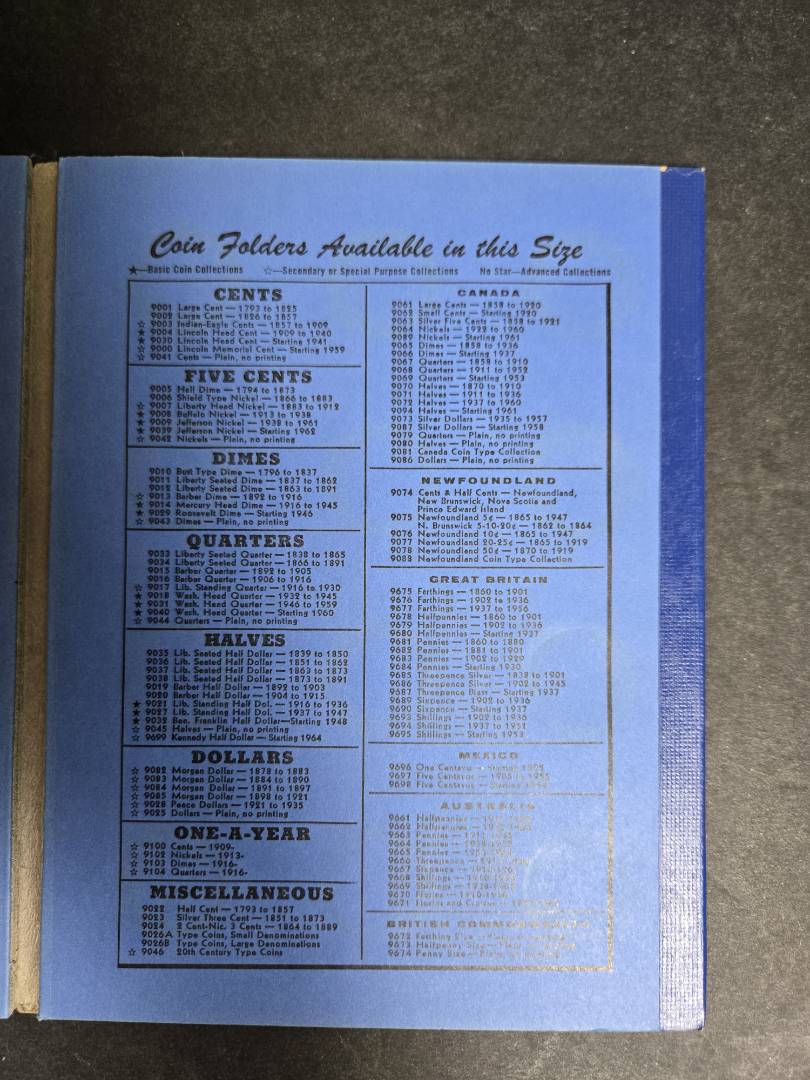 Coin Folders Available in this Size
★—Basic Coin Collections ☆—Secondary or Special Purpose Collections No Star—Advanced Collections
CENTS
9001 Large Cent — 1793 to 1825
9002 Large Cent — 1826 to 1857
☆ 9003 Indian-Eagle Cents — 1857 to 1909
★ 9004 Lincoln Head Cent — 1909 to 1940
★ 9030 Lincoln Head Cent — Starting 1941
☆ 9000 Lincoln Memorial Cent — Starting 1959
☆ 9041 Cents — Plain, no printing
FIVE CENTS
9005 Half Dime — 1794 to 1873
9006 Shield Type Nickel — 1866 to 1883
☆ 9007 Liberty Head Nickel — 1883 to 1912
★ 9008 Buffalo Nickel — 1913 to 1938
★ 9009 Jefferson Nickel — 1938 to 1961
★ 9039 Jefferson Nickel — Starting 1962
☆ 9042 Nickels — Plain, no printing
DIMES
9010 Bust Type Dime — 1796 to 1837
9011 Liberty Seated Dime — 1837 to 1862
9012 Liberty Seated Dime — 1863 to 1891
☆ 9013 Barber Dime — 1892 to 1916
★ 9014 Mercury Head Dime — 1916 to 1945
★ 9029 Roosevelt Dime — Starting 1946
☆ 9043 Dimes — Plain, no printing
QUARTERS
9033 Liberty Seated Quarter — 1838 to 1865
9034 Liberty Seated Quarter — 1866 to 1891
9015 Barber Quarter — 1892 to 1905
9016 Barber Quarter — 1906 to 1916
☆ 9017 Lib. Standing Quarter — 1916 to 1930
★ 9018 Wash. Head Quarter — 1932 to 1945
★ 9031 Wash. Head Quarter — 1946 to 1959
★ 9040 Wash. Head Quarter — Starting 1960
☆ 9044 Quarters — Plain, no printing
HALVES
9035 Lib. Seated Half Dollar — 1839 to 1850
9036 Lib. Seated Half Dollar — 1851 to 1862
9037 Lib. Seated Half Dollar — 1863 to 1873
9038 Lib. Seated Half Dollar — 1873 to 1891
9019 Barber Half Dollar — 1892 to 1903
9020 Barber Half Dollar — 1904 to 1915
★ 9021 Lib. Standing Half Dol. — 1916 to 1936
★ 9027 Lib. Standing Half Dol. — 1937 to 1947
★ 9032 Ben. Franklin Half Dollar—Starting 1948
☆ 9045 Halves — Plain, no printing
☆ 9699 Kennedy Half Dollar — Starting 1964
DOLLARS
☆ 9082 Morgan Dollar — 1878 to 1883
☆ 9083 Morgan Dollar — 1884 to 1890
☆ 9084 Morgan Dollar — 1891 to 1897
☆ 9085 Morgan Dollar — 1898 to 1921
☆ 9028 Peace Dollars — 1921 to 1935
☆ 9025 Dollars — Plain, no printing
ONE-A-YEAR
☆ 9100 Cents — 1909-
☆ 9102 Nickels — 1913-
☆ 9103 Dimes — 1916-
☆ 9104 Quarters — 1916-
MISCELLANEOUS
9022 Half Cent — 1793 to 1857
9023 Silver Three Cent — 1851 to 1873
9024 2 Cent-Nic. 3 Cents — 1864 to 1889
9026A Type Coins, Small Denominations
9026B Type Coins, Large Denominations
☆ 9046 20th Century Type Coins
CANADA
9061 Large Cents — 1858 to 1920
9062 Small Cents — Starting 1920
9063 Silver Five Cents — 1858 to 1921
9064 Nickels — 1922 to 1960
9089 Nickels — Starting 1961
9065 Dimes — 1858 to 1936
9066 Dimes — Starting 1937
9067 Quarters — 1858 to 1910
9068 Quarters — 1911 to 1952
9069 Quarters — Starting 1953
9070 Halves — 1870 to 1910
9071 Halves — 1911 to 1936
9072 Halves — 1937 to 1960
9094 Halves — Starting 1961
9073 Silver Dollars — 1935 to 1957
9087 Silver Dollars — Starting 1958
9079 Quarters — Plain, no printing
9080 Halves — Plain, no printing
9081 Canada Coin Type Collection
9086 Dollars — Plain, no printing
NEWFOUNDLAND
9074 Cents & Half Cents — Newfoundland,
New Brunswick, Nova Scotia and
Prince Edward Island
9075 Newfoundland 5¢ — 1865 to 1947
N. Brunswick 5-10-20¢ — 1862 to 1864
9076 Newfoundland 10¢ — 1865 to 1947
9077 Newfoundland 20-25¢ — 1865 to 1919
9078 Newfoundland 50¢ — 1870 to 1919
9088 Newfoundland Coin Type Collection
GREAT BRITAIN
9675 Farthings — 1860 to 1901
9676 Farthings — 1902 to 1936
9677 Farthings — 1937 to 1956
9678 Halfpennies — 1860 to 1901
9679 Halfpennies — 1902 to 1936
9680 Halfpennies — Starting 1937
9681 Pennies — 1860 to 1880
9682 Pennies — 1881 to 1901
9683 Pennies — 1902 to 1929
9684 Pennies — Starting 1930
9685 Threepence Silver — 1838 to 1901
9686 Threepence Silver — 1902 to 1945
9687 Threepence Brass — Starting 1937
9689 Sixpence — 1902 to 1936
9690 Sixpence — Starting 1937
9693 Shillings — 1902 to 1936
9694 Shillings — 1937 to 1951
9695 Shillings — Starting 1953
MEXICO
9696 One Centavo — Starting 1905
9697 Five Centavos — 1905 to 1955
9698 Five Centavos — Starting
AUSTRALIA
9661 Halfpennies —
9662 Halfpennies —
9663 Pennies —
9664 Pennies —
9665 Pennies —
9666 Threepence —
9667 Sixpence —
9668 Shillings —
9669 Shillings —
9670 Florins —
9671
BRITISH COMMONWEALTH
9672 Farthing Size —
9673 Halfpenny Size — Plain
9674 Penny Size — Plain, no printing